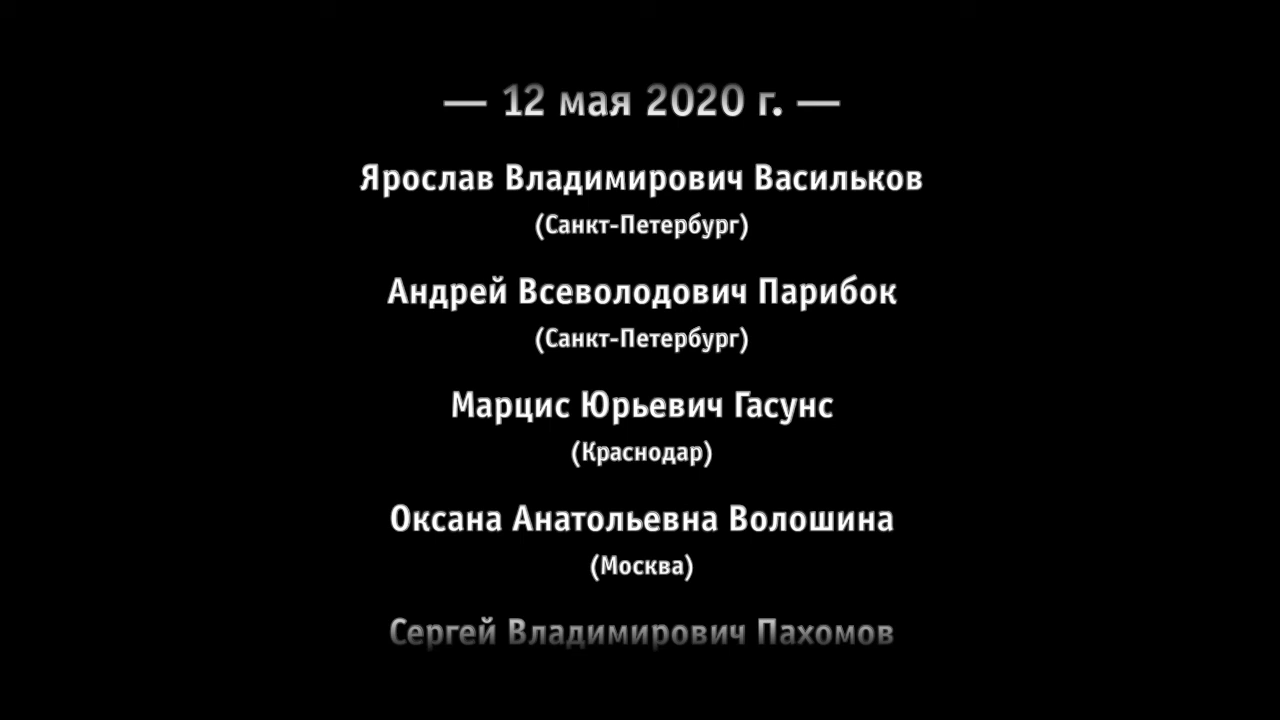 — 12 мая 2020 г. —
Ярослав Владимирович Васильков
(Санкт-Петербург)
Андрей Всеволодович Парибок
(Санкт-Петербург)
Марцис Юрьевич Гасунс
(Краснодар)
Оксана Анатольевна Волошина
(Москва)
Сергей Владимирович Пахомов